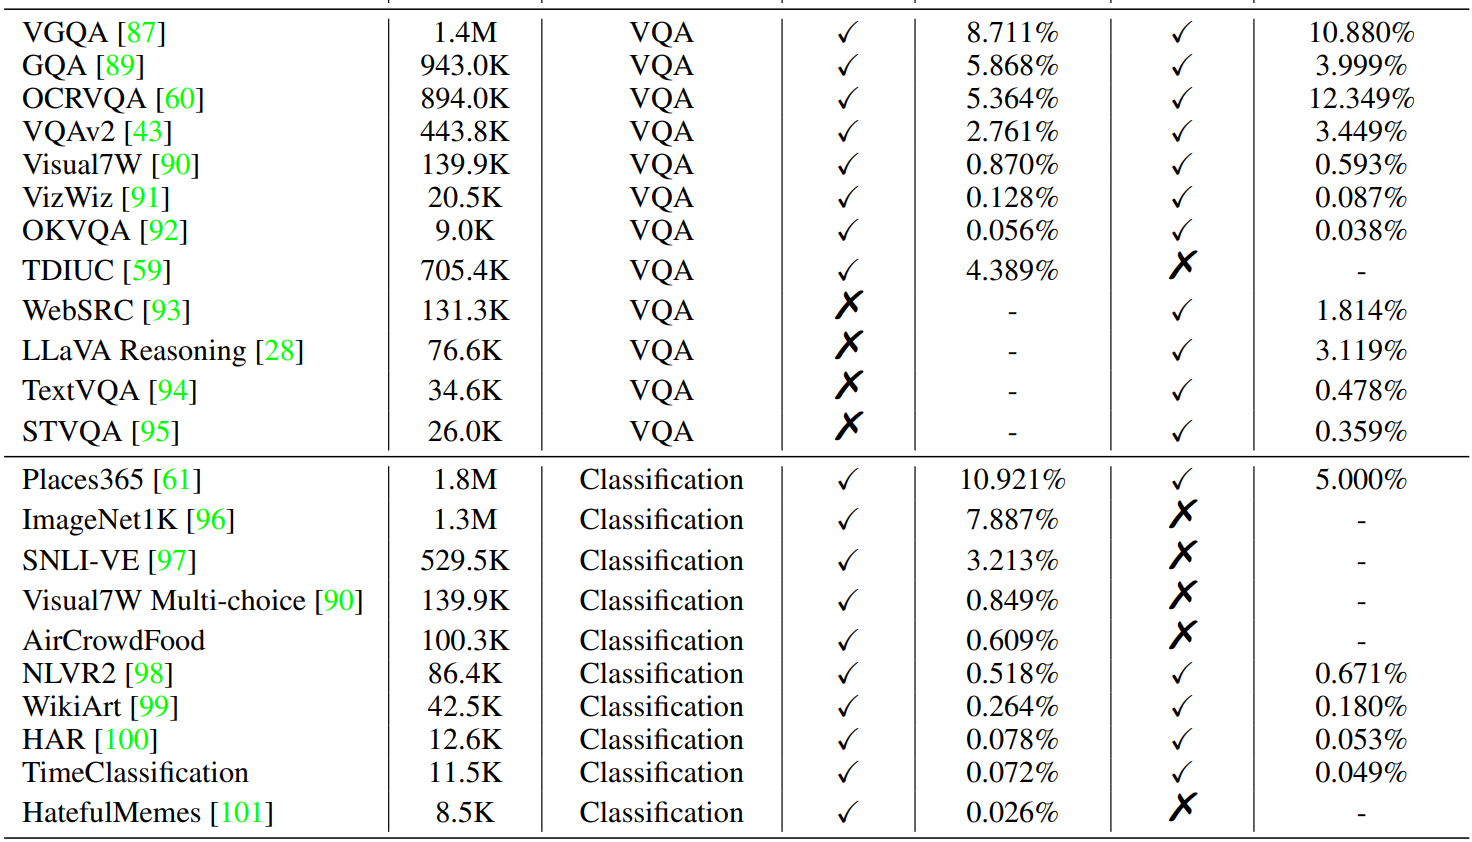 VGQA [87] 1.4M VQA ✓ 8.711% ✓ 10.880%
GQA [89] 943.0K VQA ✓ 5.868% ✓ 3.999%
OCRVQA [60] 894.0K VQA ✓ 5.364% ✓ 12.349%
VQAv2 [43] 443.8K VQA ✓ 2.761% ✓ 3.449%
Visual7W [90] 139.9K VQA ✓ 0.870% ✓ 0.593%
VizWiz [91] 20.5K VQA ✓ 0.128% ✓ 0.087%
OKVQA [92] 9.0K VQA ✓ 0.056% ✓ 0.038%
TDIUC [59] 705.4K VQA ✓ 4.389% ✗ -
WebSRC [93] 131.3K VQA ✗ - ✓ 1.814%
LLaVA Reasoning [28] 76.6K VQA ✗ - ✓ 3.119%
TextVQA [94] 34.6K VQA ✗ - ✓ 0.478%
STVQA [95] 26.0K VQA ✗ - ✓ 0.359%
Places365 [61] 1.8M Classification ✓ 10.921% ✓ 5.000%
ImageNet1K [96] 1.3M Classification ✓ 7.887% ✗ -
SNLI-VE [97] 529.5K Classification ✓ 3.213% ✗ -
Visual7W Multi-choice [90] 139.9K Classification ✓ 0.849% ✗ -
AirCrowdFood 100.3K Classification ✓ 0.609% ✗ -
NLVR2 [98] 86.4K Classification ✓ 0.518% ✓ 0.671%
WikiArt [99] 42.5K Classification ✓ 0.264% ✓ 0.180%
HAR [100] 12.6K Classification ✓ 0.078% ✓ 0.053%
TimeClassification 11.5K Classification ✓ 0.072% ✓ 0.049%
HatefulMemes [101] 8.5K Classification ✓ 0.026% ✗ -